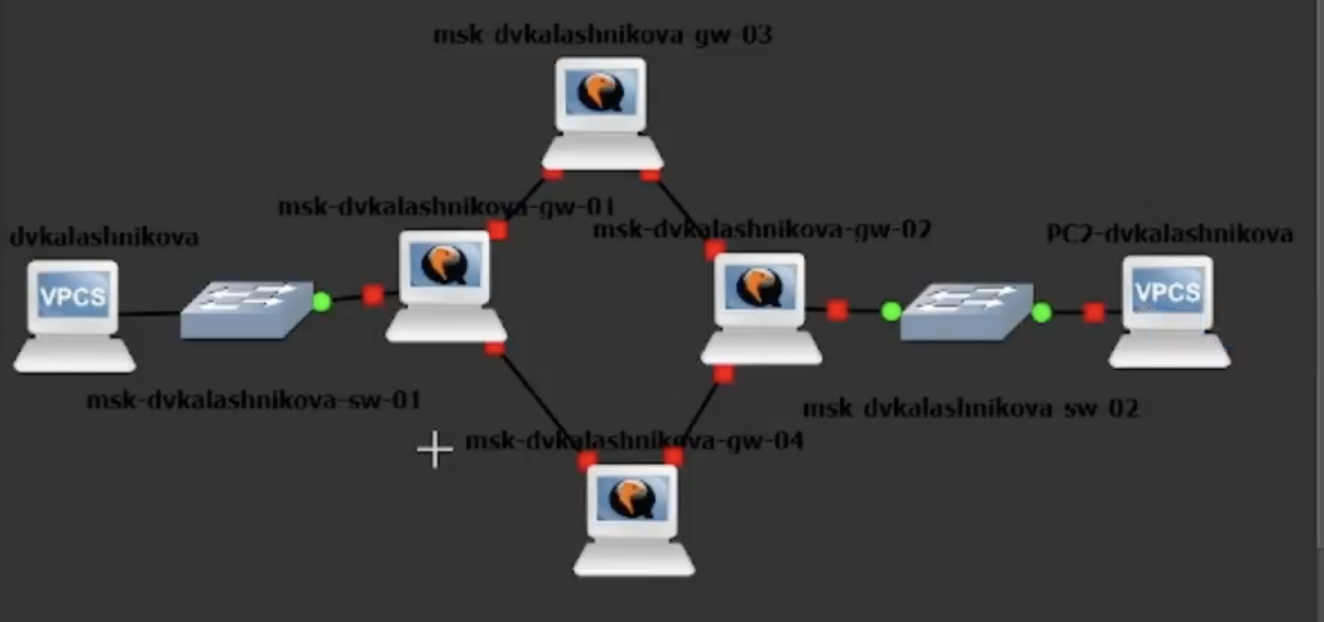 msk dvkalashnikova gw-03
msk-dvkalashnikova-gw-01
msk-dvkalashnikova-gw-02
dvkalashnikova
PC2-dvkalashnikova
VPCS
VPCS
msk-dvkalashnikova-sw-01
msk dvkalashnikova sw 02
msk-dvkalashnikova-gw-04